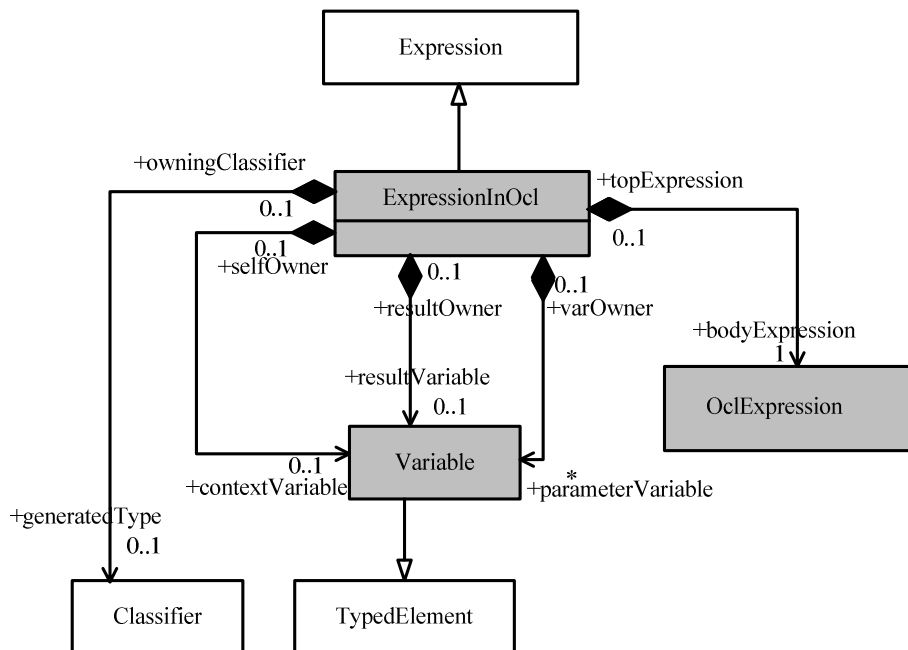 Expression
+owningClassifier
ExpressionInOcl
+topExpression
0..1
0..1
0..1
+selfOwner
0..1
0..1
+resultOwner
+varOwner
+bodyExpression
1
+resultVariable
0..1
OclExpression
Variable
0..1
*
+contextVariable
+parameterVariable
+generatedType
0..1
Classifier
TypedElement